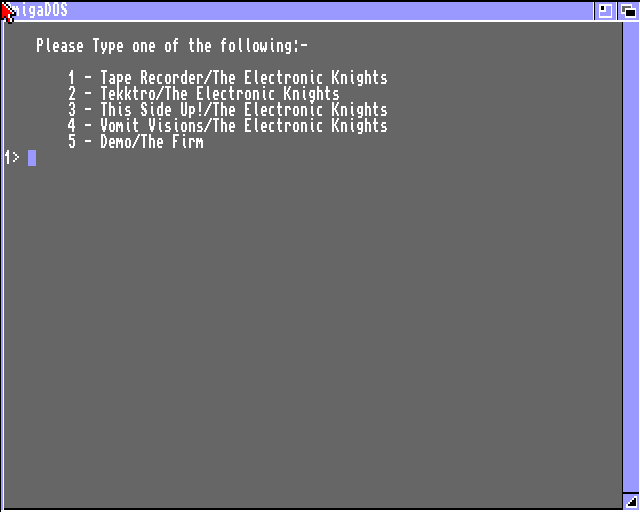 AmigaDOS
Please Type one of the following:-
1 - Tape Recorder/The Electronic Knights
2 - Tekktro/The Electronic Knights
3 - This Side Up!/The Electronic Knights
4 - Vomit Visions/The Electronic Knights
5 - Demo/The Firm
1>